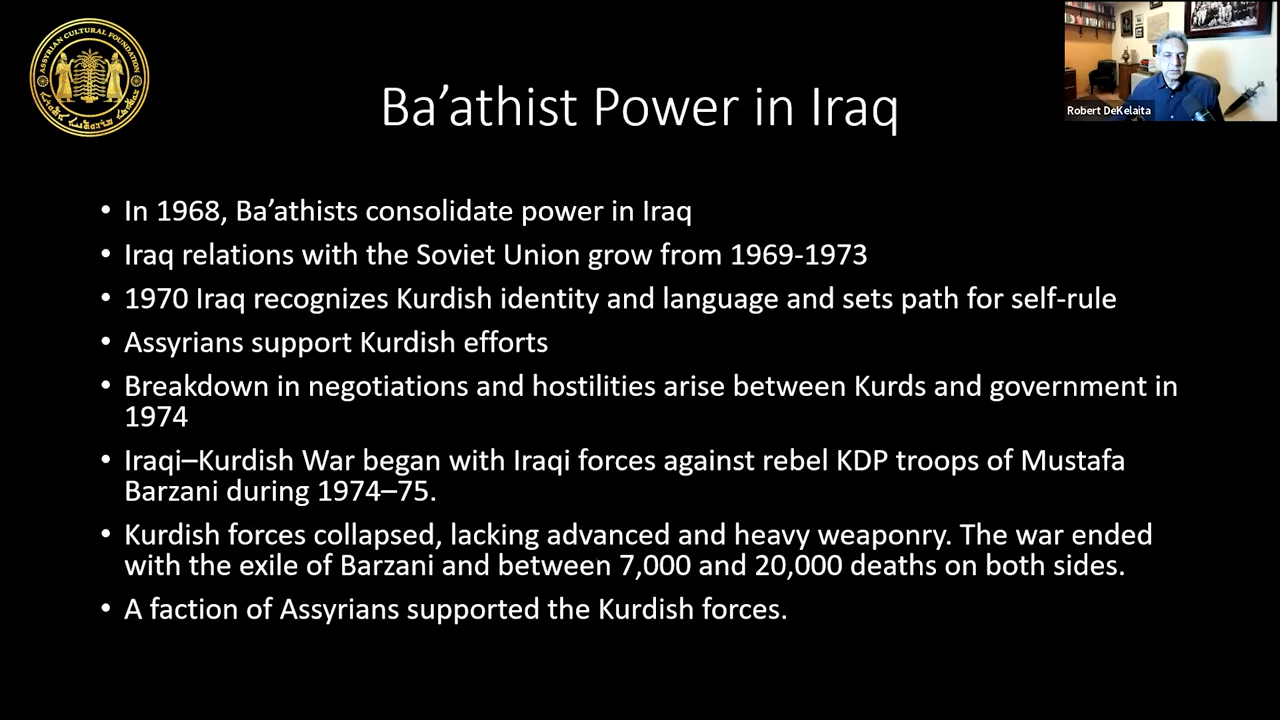 ASSYRIAN CULTURAL FOUNDATION
Ba’athist Power in Iraq
Robert DeKelaita
• In 1968, Ba’athists consolidate power in Iraq
• Iraq relations with the Soviet Union grow from 1969-1973
• 1970 Iraq recognizes Kurdish identity and language and sets path for self-rule
• Assyrians support Kurdish efforts
• Breakdown in negotiations and hostilities arise between Kurds and government in
1974
• Iraqi–Kurdish War began with Iraqi forces against rebel KDP troops of Mustafa
Barzani during 1974–75.
• Kurdish forces collapsed, lacking advanced and heavy weaponry. The war ended
with the exile of Barzani and between 7,000 and 20,000 deaths on both sides.
• A faction of Assyrians supported the Kurdish forces.